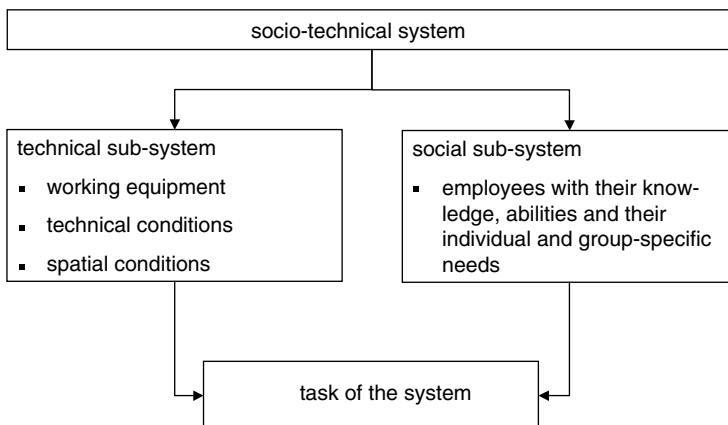 socio-technical system
technical sub-system
▪ working equipment
▪ technical conditions
▪ spatial conditions
social sub-system
▪ employees with their know-
ledge, abilities and their
individual and group-specific
needs
task of the system